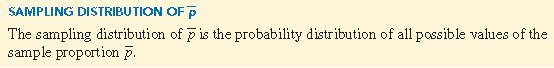 SAMPLING DISTRIBUTION OF p̅
The sampling distribution of p̅ is the probability distribution of all possible values of the
sample proportion p̅.